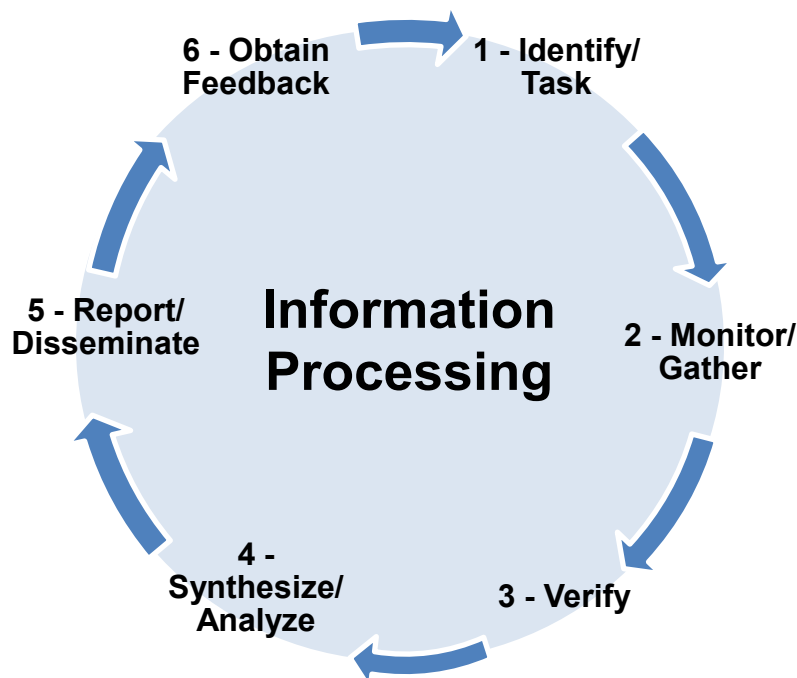 Information
Processing
1 - Identify/
Task
2 - Monitor/
Gather
3 - Verify
4 -
Synthesize/
Analyze
5 - Report/
Disseminate
6 - Obtain
Feedback